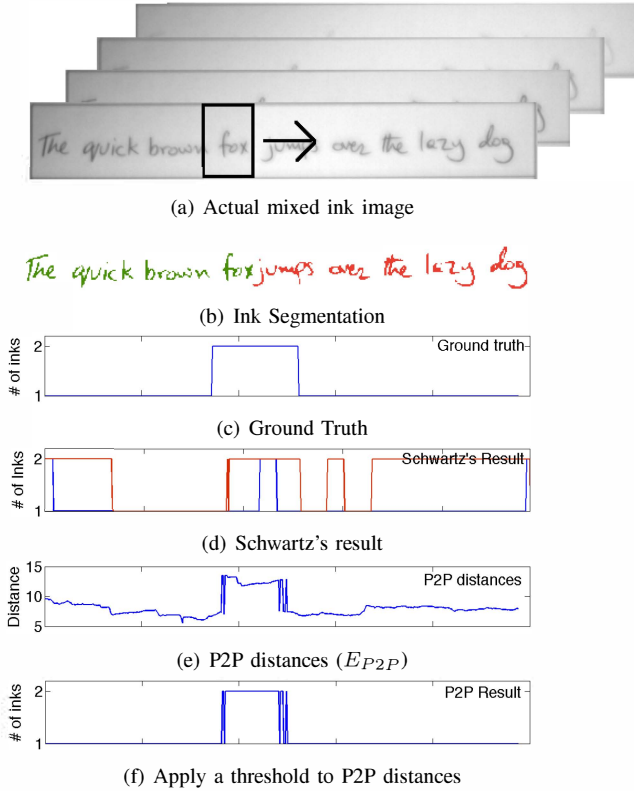 The quick brown fox jumps over the lazy dog
(a) Actual mixed ink image
The quick brown fox jumps over the lazy dog
(b) Ink Segmentation
# of inks
2
1
Ground truth
(c) Ground Truth
# of Inks
2
1
Schwartz's Result
(d) Schwartz's result
Distance
15
10
5
P2P distances
(e) P2P distances (E_{P2P})
# of inks
2
1
P2P Result
(f) Apply a threshold to P2P distances